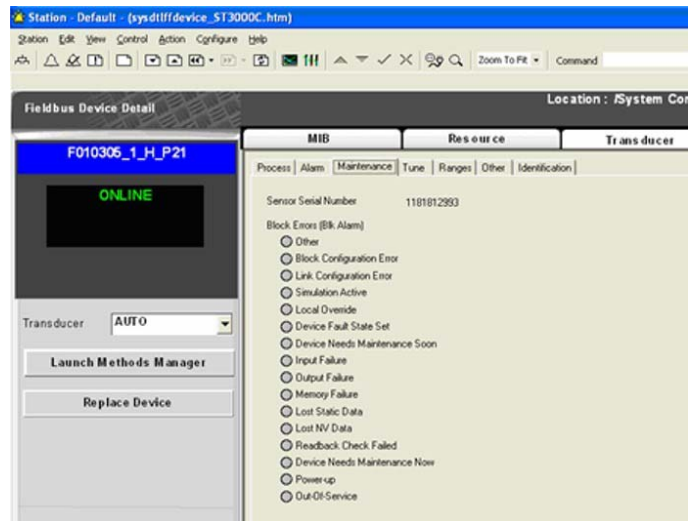 Station - Default - (sysdtlffdevice_ST3000C.htm)
Station Edit View Control Action Configure Help
Zoom To Fit Command
Fieldbus Device Detail
Location : /System Con
F010305_1_H_P21
MIB Resource Transducer
Process Alarm Maintenance Tune Ranges Other Identification
ONLINE
Sensor Serial Number 1181812993
Block Errors (Blk Alarm)
Other
Block Configuration Error
Link Configuration Error
Simulation Active
Local Override
Transducer AUTO
Device Fault State Set
Device Needs Maintenance Soon
Launch Methods Manager
Input Failure
Output Failure
Memory Failure
Replace Device
Lost Static Data
Lost NV Data
Readback Check Failed
Device Needs Maintenance Now
Power-up
Out-Of-Service